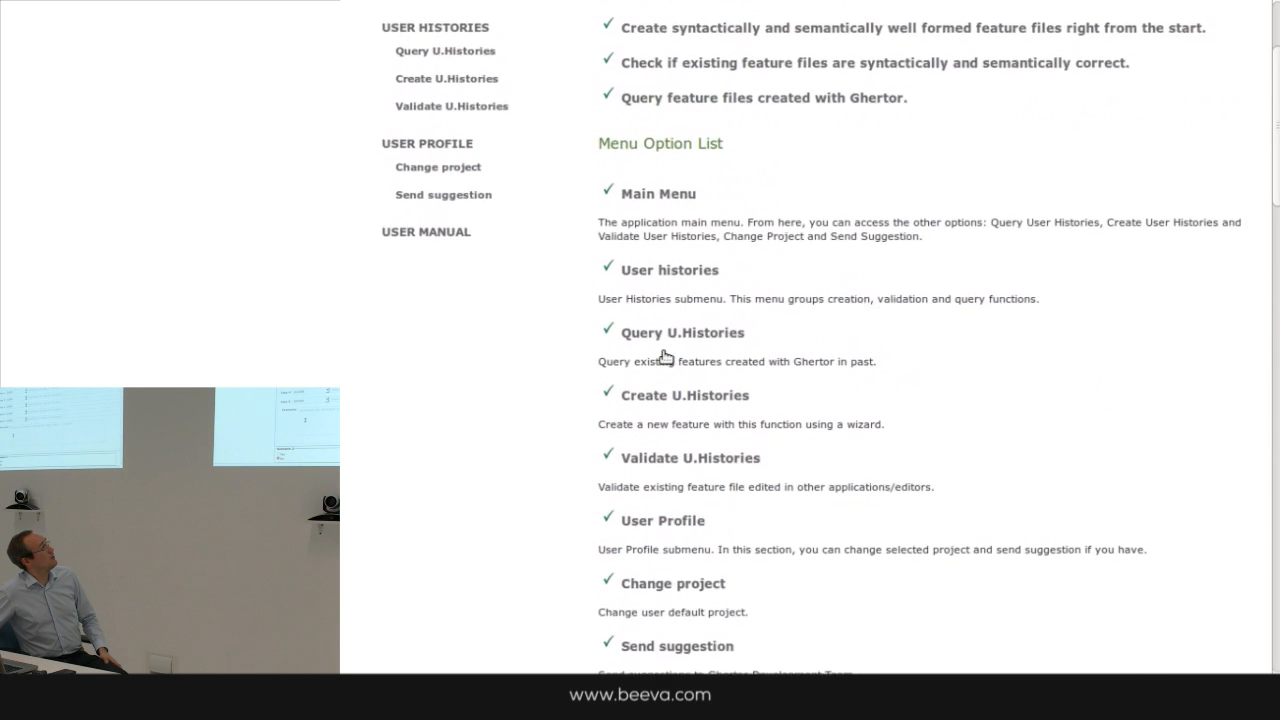 USER HISTORIES
Query U.Histories
Create U.Histories
Validate U.Histories
USER PROFILE
Change project
Send suggestion
USER MANUAL
Create syntactically and semantically well formed feature files right from the start.
Check if existing feature files are syntactically and semantically correct.
Query feature files created with Ghertor.
Menu Option List
Main Menu
The application main menu. From here, you can access the other options: Query User Histories, Create User Histories and
Validate User Histories, Change Project and Send Suggestion.
User histories
User Histories submenu. This menu groups creation, validation and query functions.
Query U.Histories
Query features created with Ghertor in past.
Create U.Histories
Create a new feature with this function using a wizard.
Validate U.Histories
Validate existing feature file edited in other applications/editors.
User Profile
User Profile submenu. In this section, you can change selected project and send suggestion if you have.
Change project
Change user default project.
Send suggestion
www.beeva.com